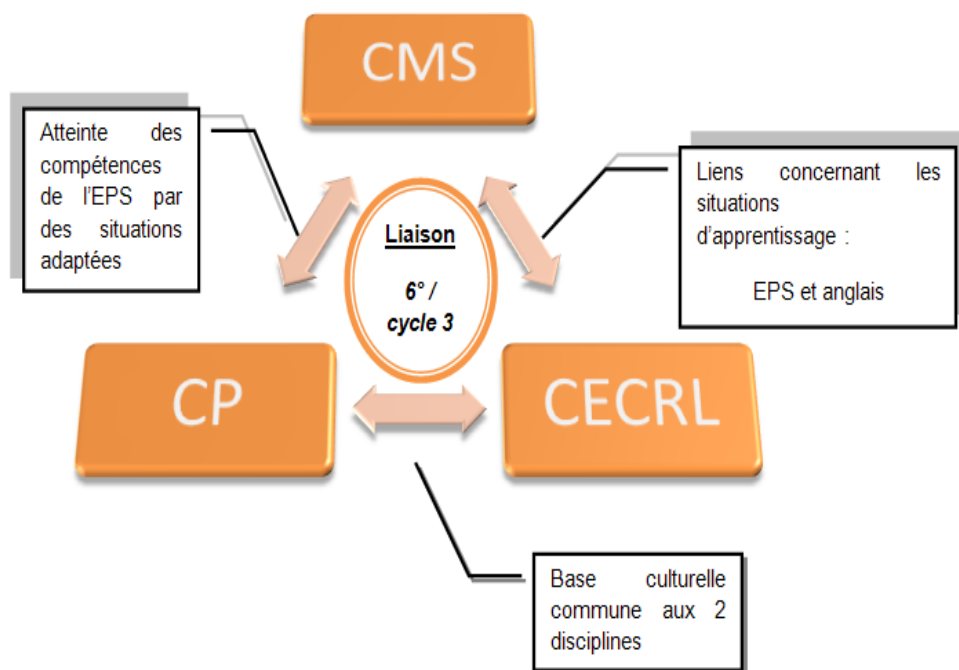 CMS
Atteinte des
compétences
de l'EPS par
des situations
adaptées
Liens concernant les
situations
d'apprentissage :
EPS et anglais
Liaison
6° /
cycle 3
CP
CECRL
Base culturelle
commune aux 2
disciplines